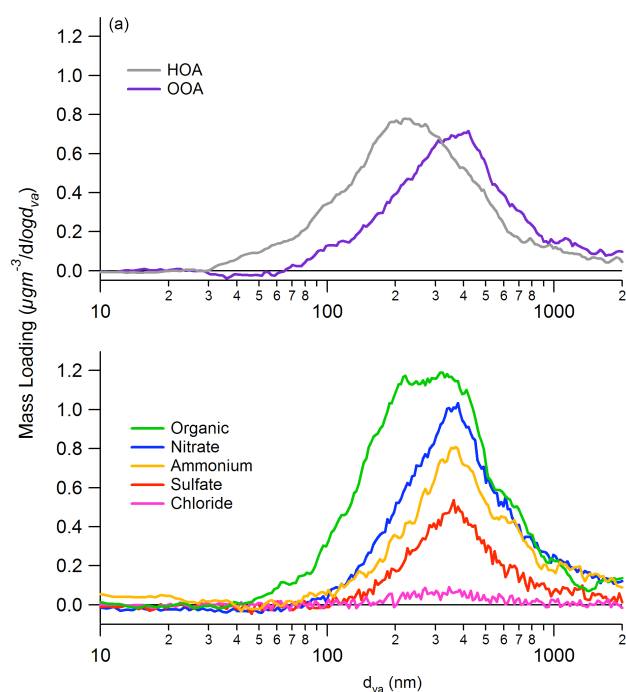 (a)
1.2
1.0
0.8
0.6
0.4
0.2
0.0
HOA
OOA
10 2 3 4 5 6 7 8 100 2 3 4 5 6 7 8 1000 2
Mass Loading (µgm⁻³/dlogd_va)
1.2
1.0
0.8
0.6
0.4
0.2
0.0
Organic
Nitrate
Ammonium
Sulfate
Chloride
10 2 3 4 5 6 7 8 100 2 3 4 5 6 7 8 1000 2
d_va (nm)